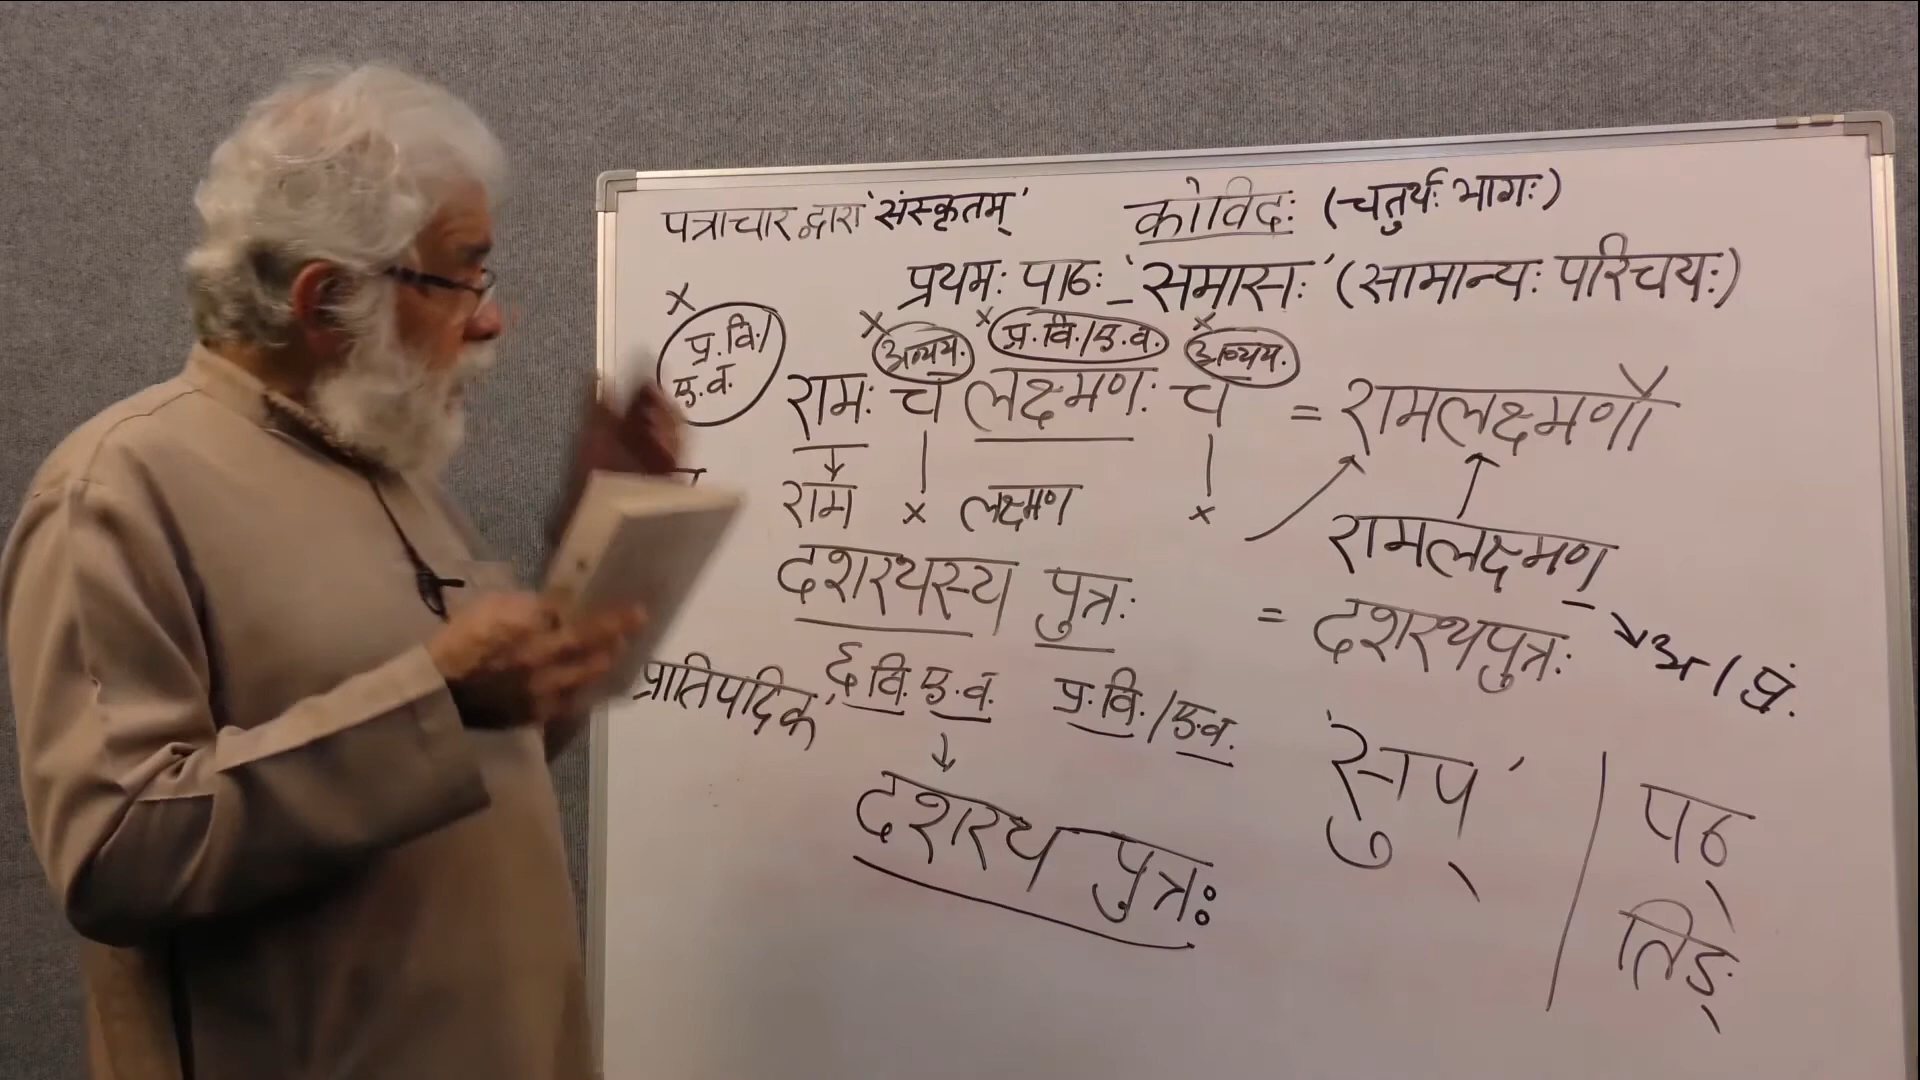 पत्राचार द्वारा 'संस्कृतम्' कोविदः (चतुर्थः भागः)
प्रथमः पाठः - 'समासः' (सामान्यः परिचयः)
x x x x
प्र.वि./ ए.व. अव्यय. प्र.वि./ए.व. अव्यय.
रामः च लक्ष्मणः च = रामलक्ष्मणौ
राम x लक्ष्मण x रामलक्ष्मण
दशरथस्य पुत्रः = दशरथपुत्रः अ / पुं.
प्रातिपदिक ६ वि. ए.व. प्र.वि./ए.व.
दशरथ पुत्रः 'सुप्' पठ्
तिङ्